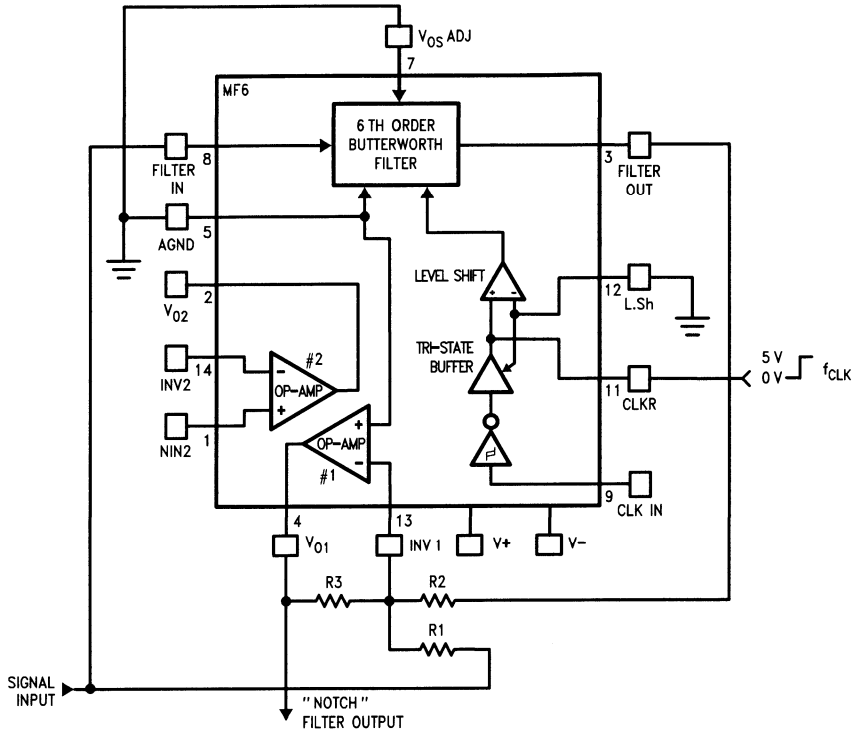 VOS ADJ
7
MF6
6 TH ORDER
BUTTERWORTH
FILTER
8
FILTER
IN
3
FILTER
OUT
5
AGND
LEVEL SHIFT
+ -
12
L.Sh
2
VO2
#2
TRI-STATE
BUFFER
5 V
0 V
fCLK
14
INV2
-
OP-AMP
+
11
CLKR
1
NIN2
+
OP-AMP
-
#1
9
CLK IN
4
VO1
13
INV 1
V+
V-
R3
R2
R1
SIGNAL
INPUT
"NOTCH"
FILTER OUTPUT